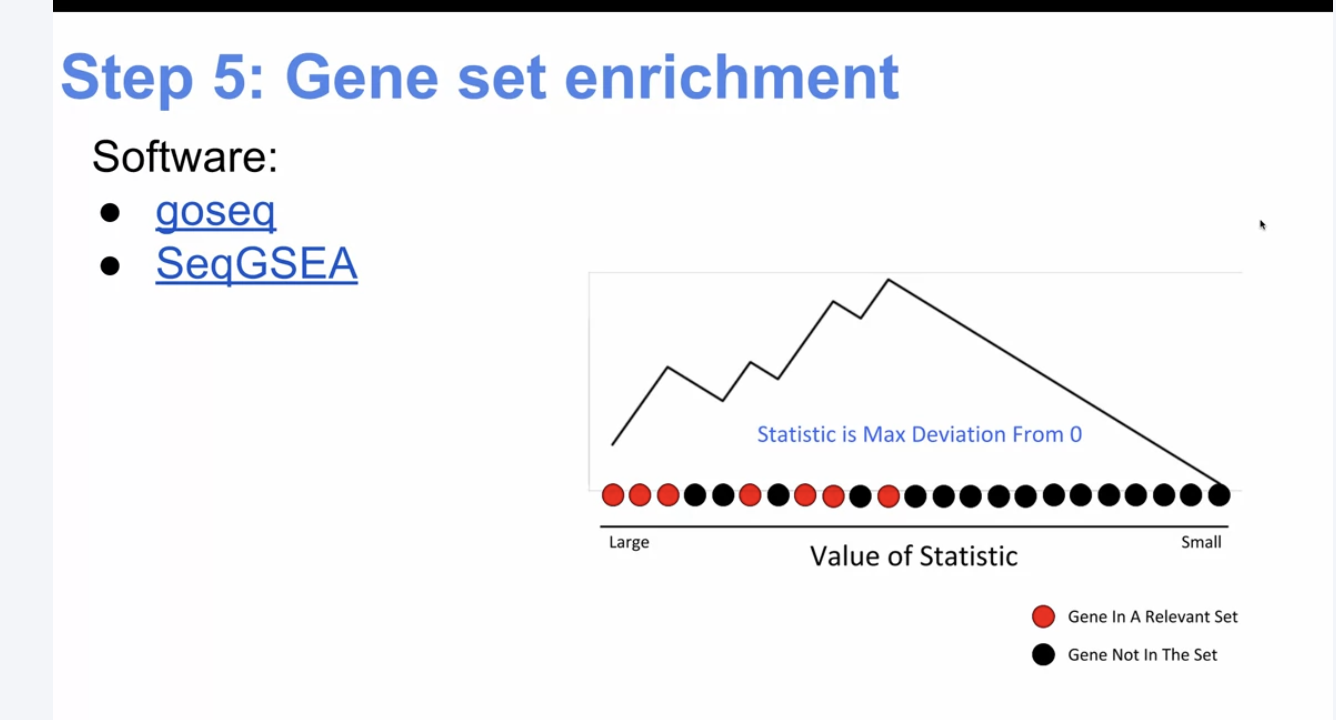 Step 5: Gene set enrichment
Software:
● goseq
● SeqGSEA
Statistic is Max Deviation From 0
Large
Small
Value of Statistic
Gene In A Relevant Set
Gene Not In The Set